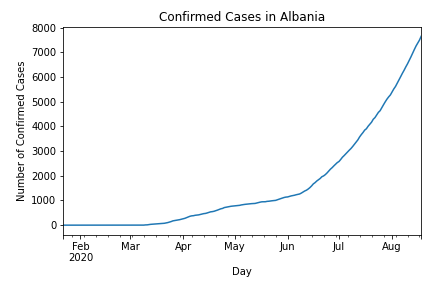 Confirmed Cases in Albania
8000
7000
6000
5000
4000
3000
2000
1000
0
Number of Confirmed Cases
Feb Mar Apr May Jun Jul Aug
2020
Day